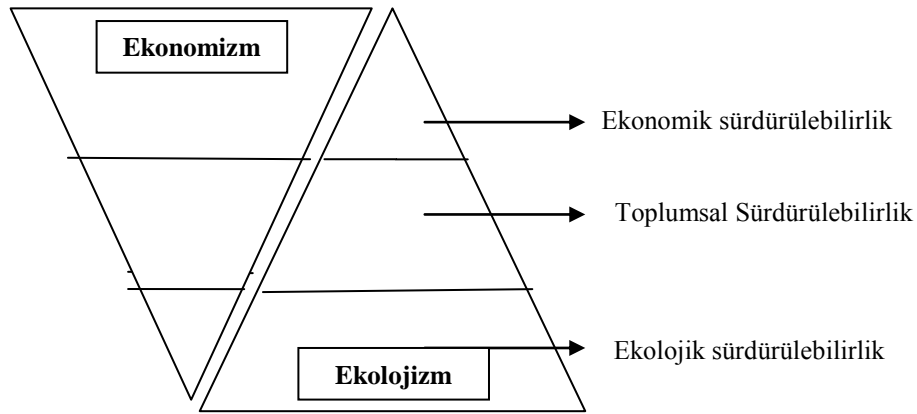 Ekonomizm
Ekonomik sürdürülebilirlik
Toplumsal Sürdürülebilirlik
Ekolojik sürdürülebilirlik
Ekolojizm